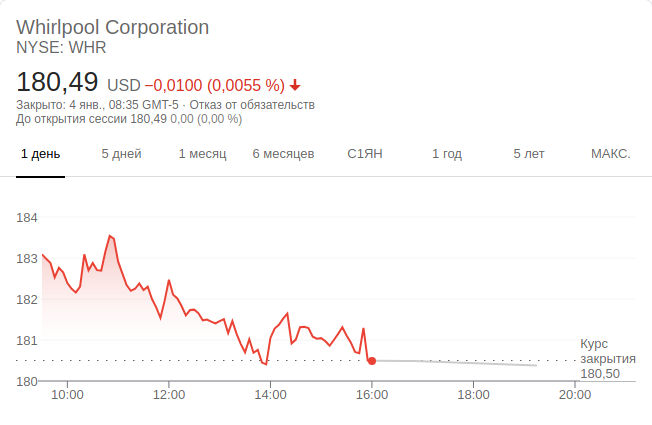 Whirlpool Corporation
NYSE: WHR
180,49 USD −0,0100 (0,0055 %)
Закрыто: 4 янв., 08:35 GMT-5 · Отказ от обязательств
До открытия сессии 180,49 0,00 (0,00 %)
1 день 5 дней 1 месяц 6 месяцев С1ЯН 1 год 5 лет МАКС.
184
183
182
181
180
Курс
закрытия
180,50
10:00 12:00 14:00 16:00 18:00 20:00